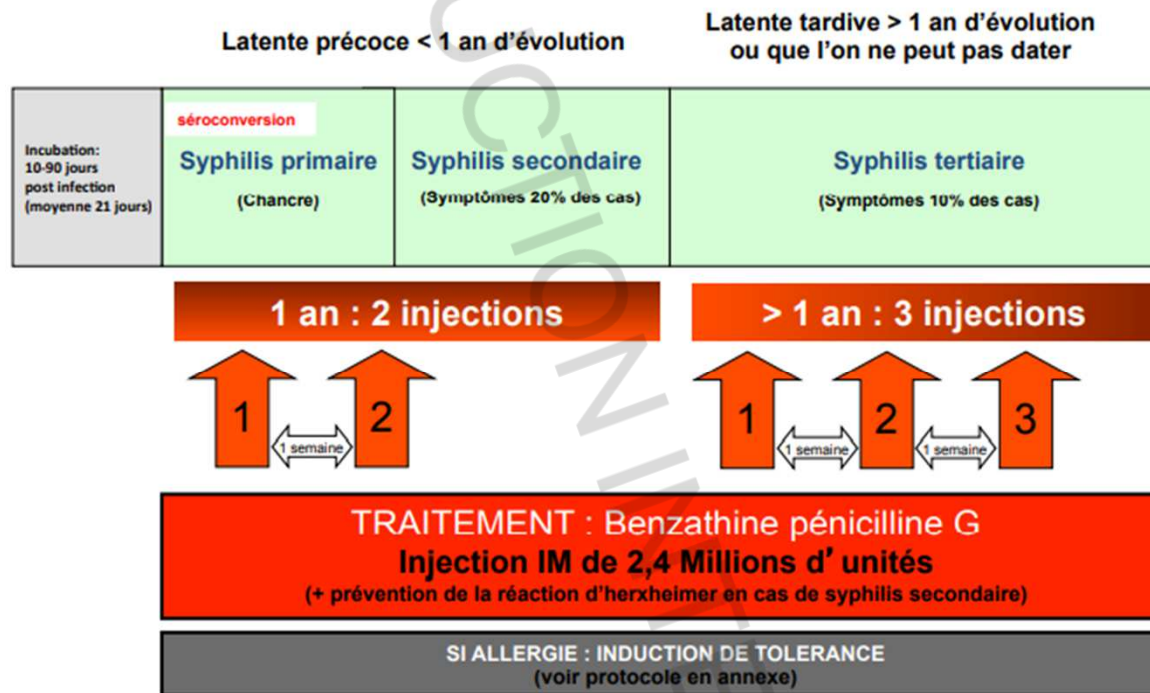 Latente précoce < 1 an d'évolution
Latente tardive > 1 an d'évolution
ou que l'on ne peut pas dater
Incubation:
10-90 jours
post infection
(moyenne 21 jours)
séroconversion
Syphilis primaire
(Chancre)
Syphilis secondaire
(Symptômes 20% des cas)
Syphilis tertiaire
(Symptômes 10% des cas)
1 an : 2 injections
> 1 an : 3 injections
1
1 semaine
2
1
1 semaine
2
1 semaine
3
TRAITEMENT : Benzathine pénicilline G
Injection IM de 2,4 Millions d' unités
(+ prévention de la réaction d'herxheimer en cas de syphilis secondaire)
SI ALLERGIE : INDUCTION DE TOLERANCE
(voir protocole en annexe)